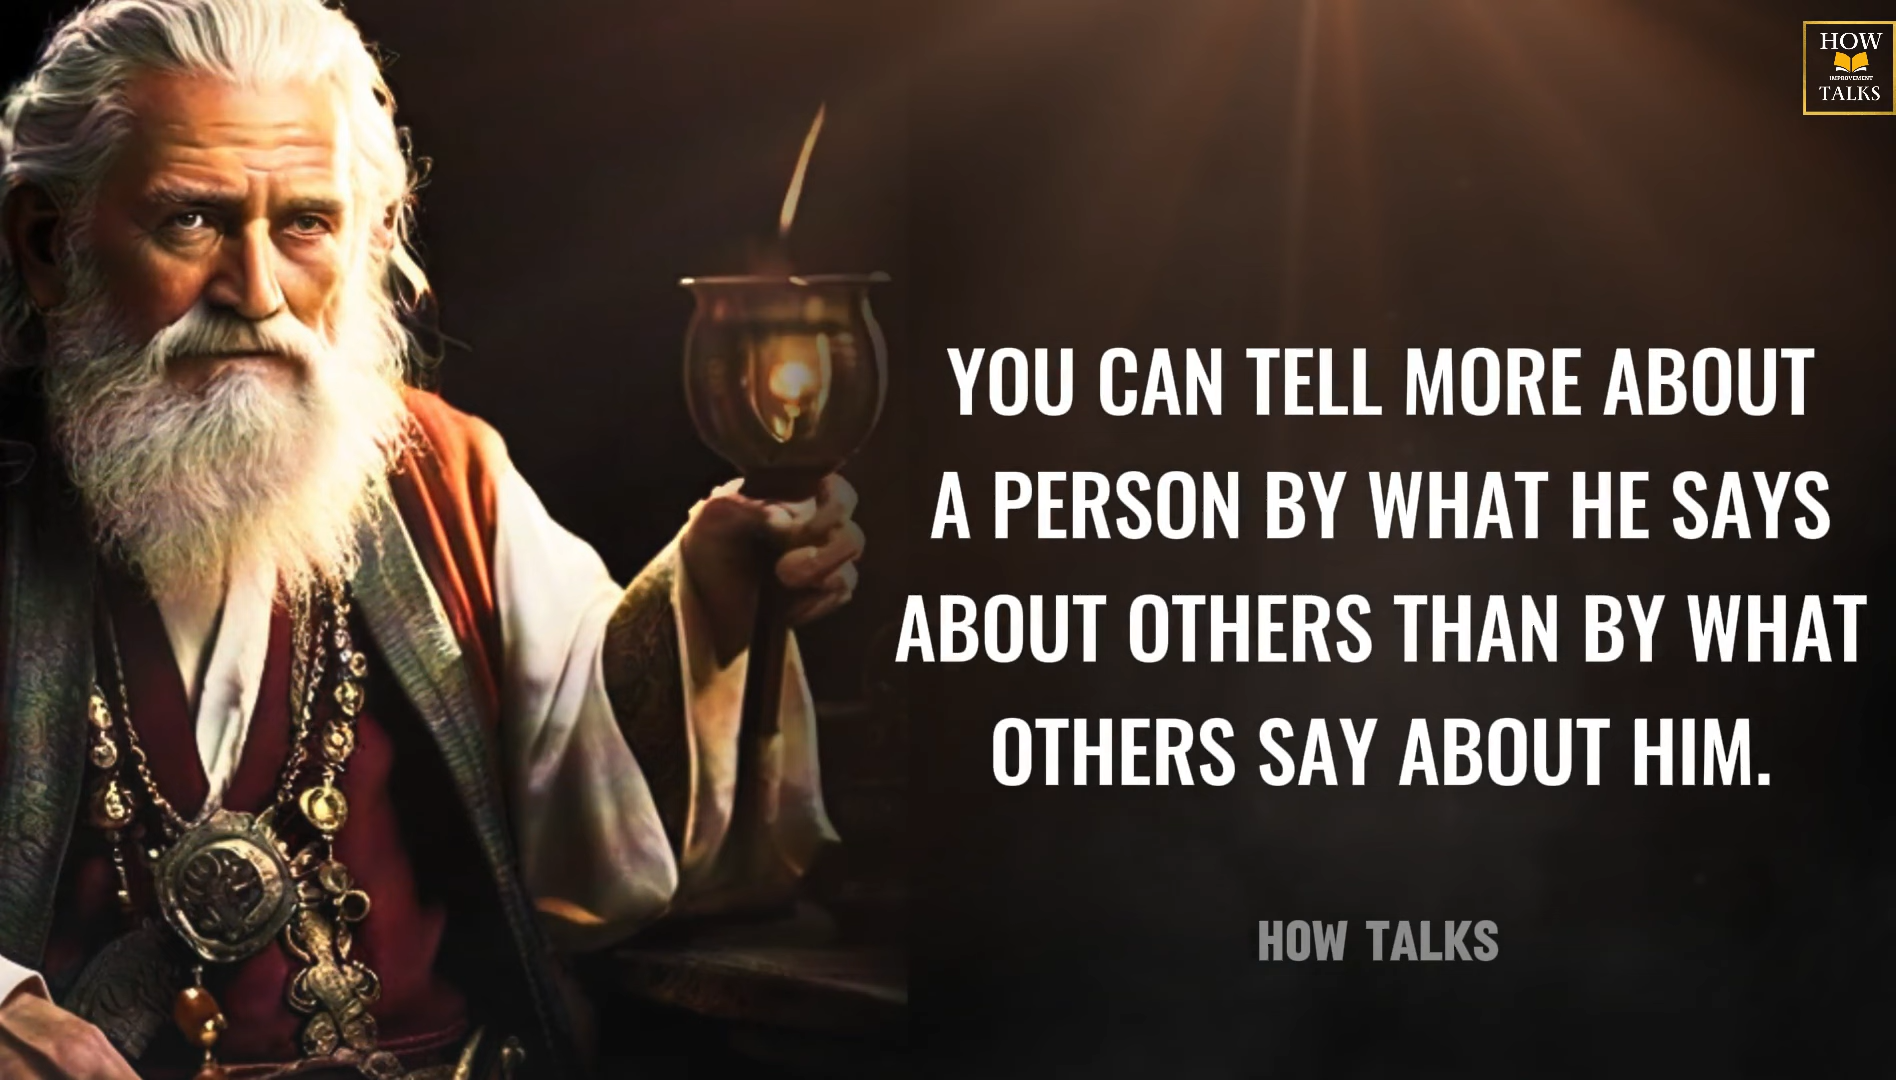 HOW
IMPROVEMENT
TALKS
YOU CAN TELL MORE ABOUT
A PERSON BY WHAT HE SAYS
ABOUT OTHERS THAN BY WHAT
OTHERS SAY ABOUT HIM.
HOW TALKS